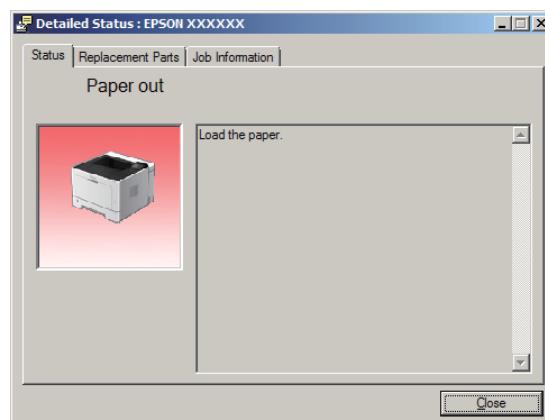 Detailed Status : EPSON XXXXXX
Status Replacement Parts Job Information
Paper out
Load the paper.
Close